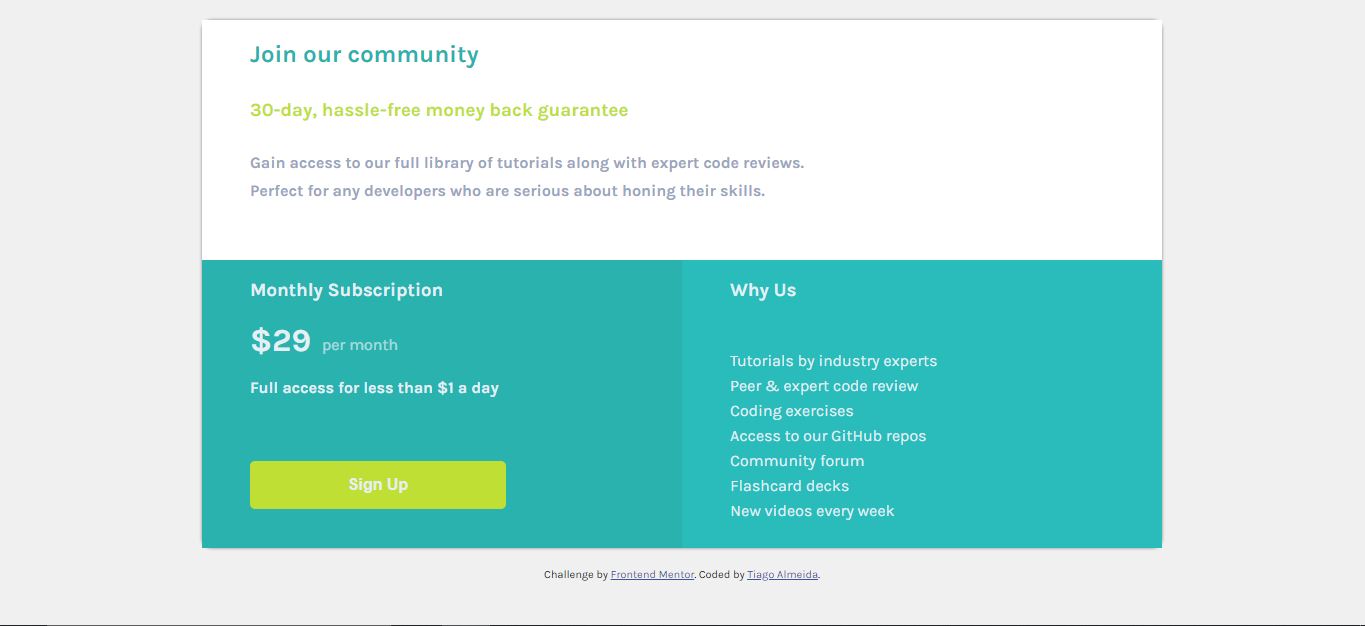 Join our community
30-day, hassle-free money back guarantee
Gain access to our full library of tutorials along with expert code reviews.
Perfect for any developers who are serious about honing their skills.
Monthly Subscription
$29 per month
Full access for less than $1 a day
Sign Up
Why Us
Tutorials by industry experts
Peer & expert code review
Coding exercises
Access to our GitHub repos
Community forum
Flashcard decks
New videos every week
Challenge by Frontend Mentor. Coded by Tiago Almeida.